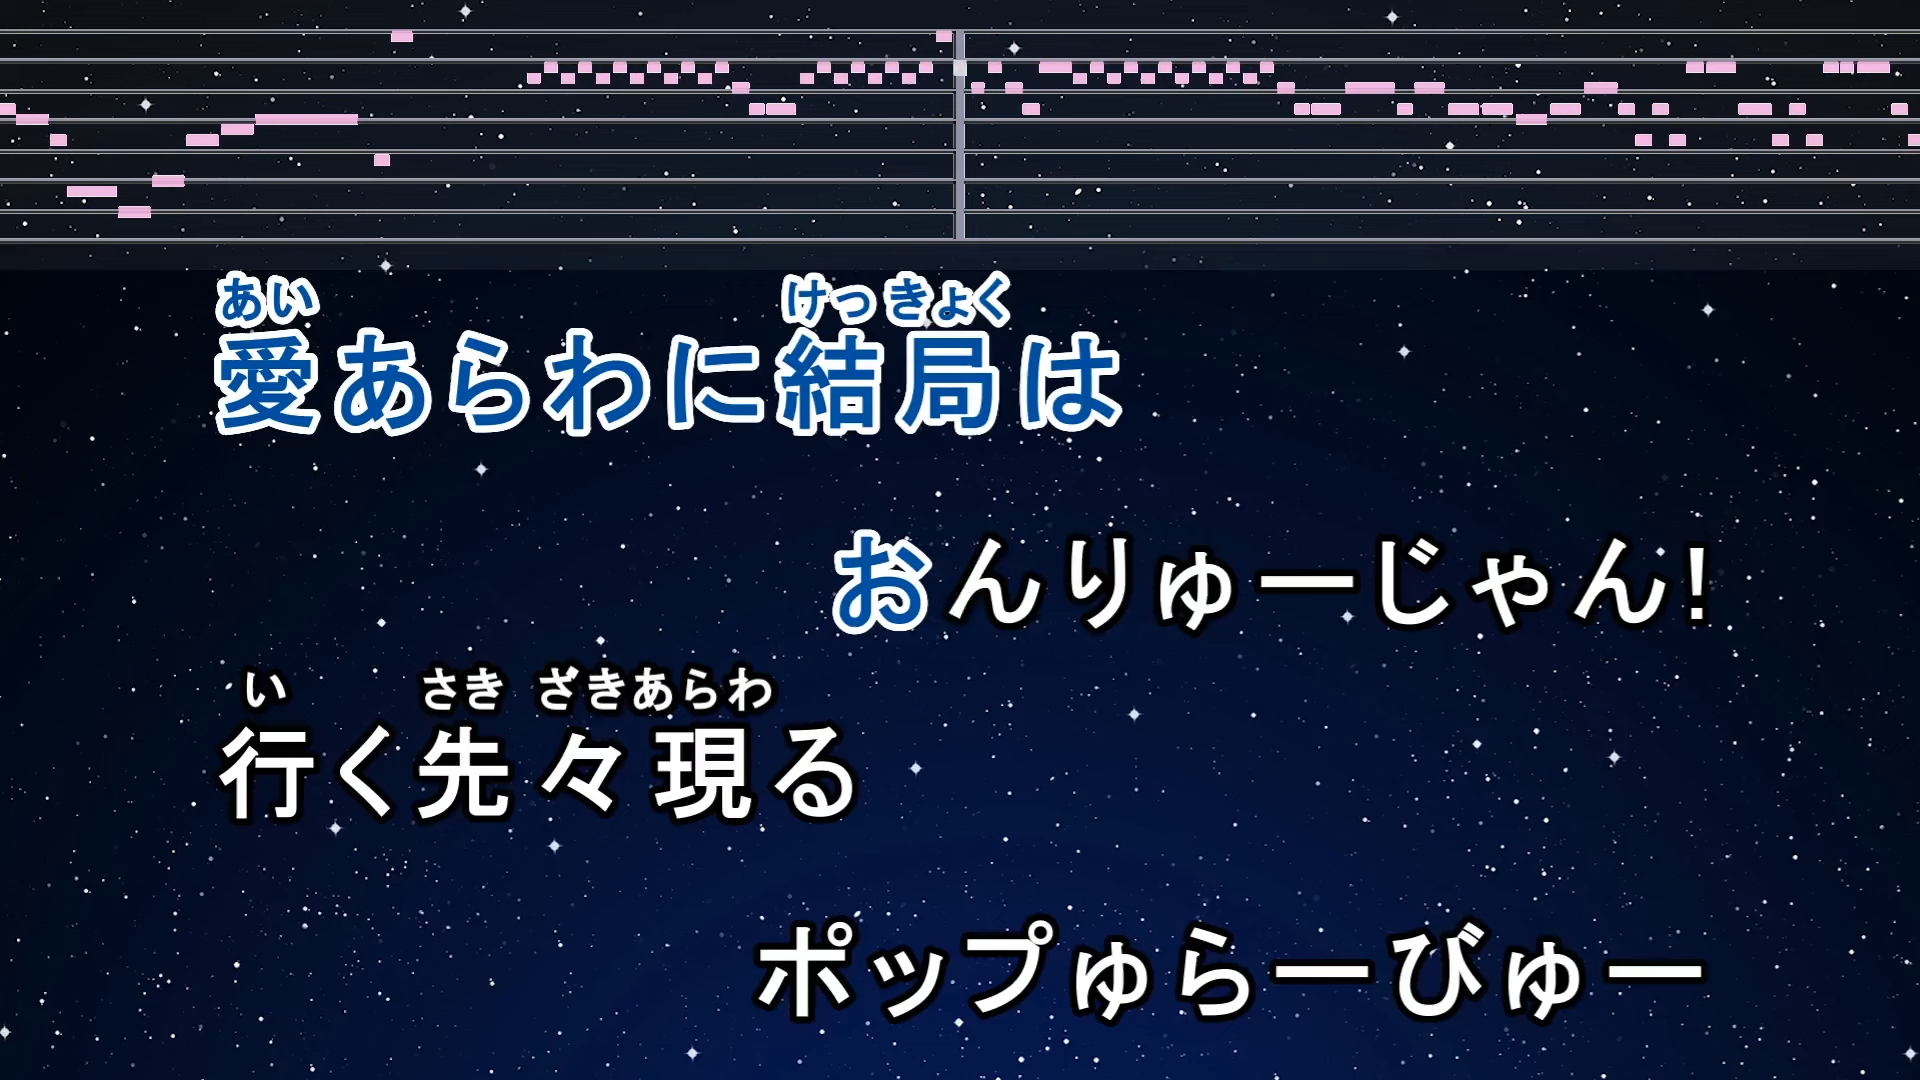 あい けっきょく
愛あらわに結局は
おんりゅーじゃん!
い さき ざきあらわ
行く先々現る
ポップゅらーびゅー